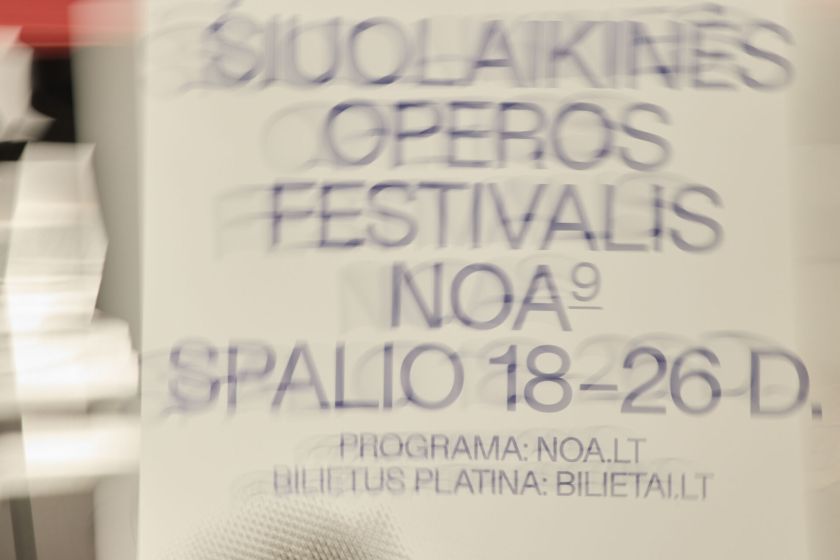 ŠIUOLAIKINĖS
OPEROS
FESTIVALIS
NOA⁹
SPALIO 18–26 D.
PROGRAMA: NOA.LT
BILIETUS PLATINA: BILIETAI.LT